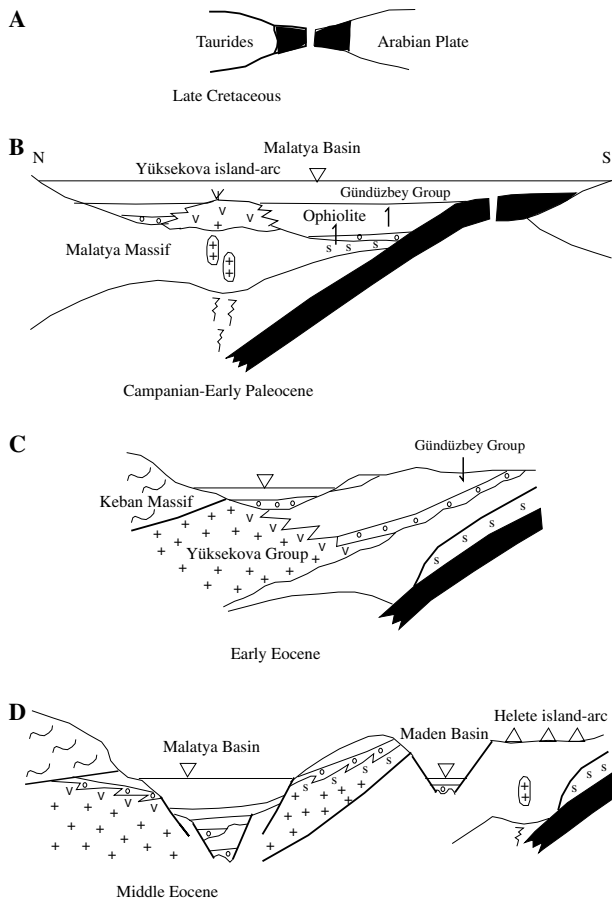 A
Taurides
Arabian Plate
Late Cretaceous
B
N
Malatya Basin
S
Yüksekova island-arc
Gündüzbey Group
v v
v + v
Ophiolite
Malatya Massif
s s s s
+ +
+ +
+ +
+ +
Campanian-Early Paleocene
C
Gündüzbey Group
Keban Massif
v
v
v
v
Yüksekova Group
s
s
s
s
Early Eocene
D
Helete island-arc
Malatya Basin
Maden Basin
v
v
s
s
s
s
s
s
s
s
Middle Eocene